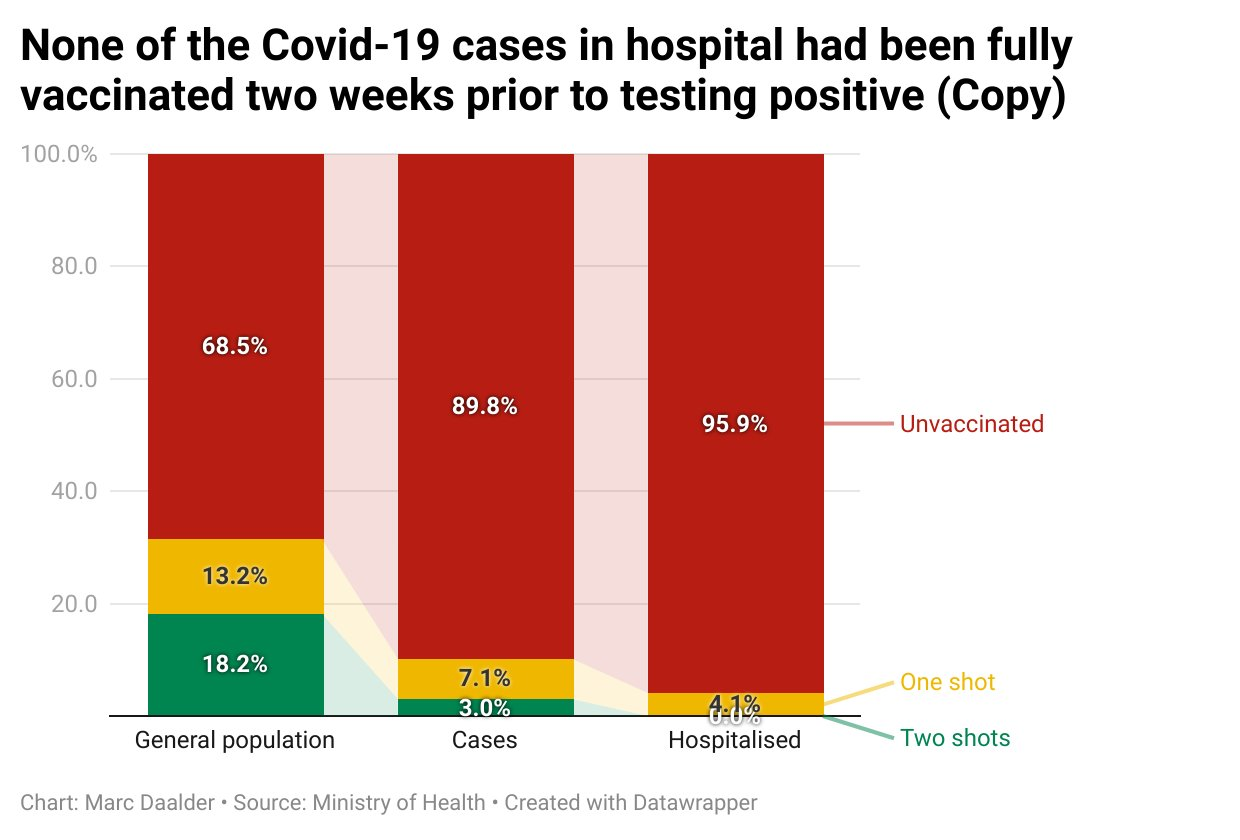 None of the Covid-19 cases in hospital had been fully
vaccinated two weeks prior to testing positive (Copy)
100.0%
80.0
60.0
40.0
20.0
68.5%
13.2%
18.2%
89.8%
7.1%
3.0%
95.9%
4.1%
0.0%
Unvaccinated
One shot
Two shots
General population
Cases
Hospitalised
Chart: Marc Daalder • Source: Ministry of Health • Created with Datawrapper